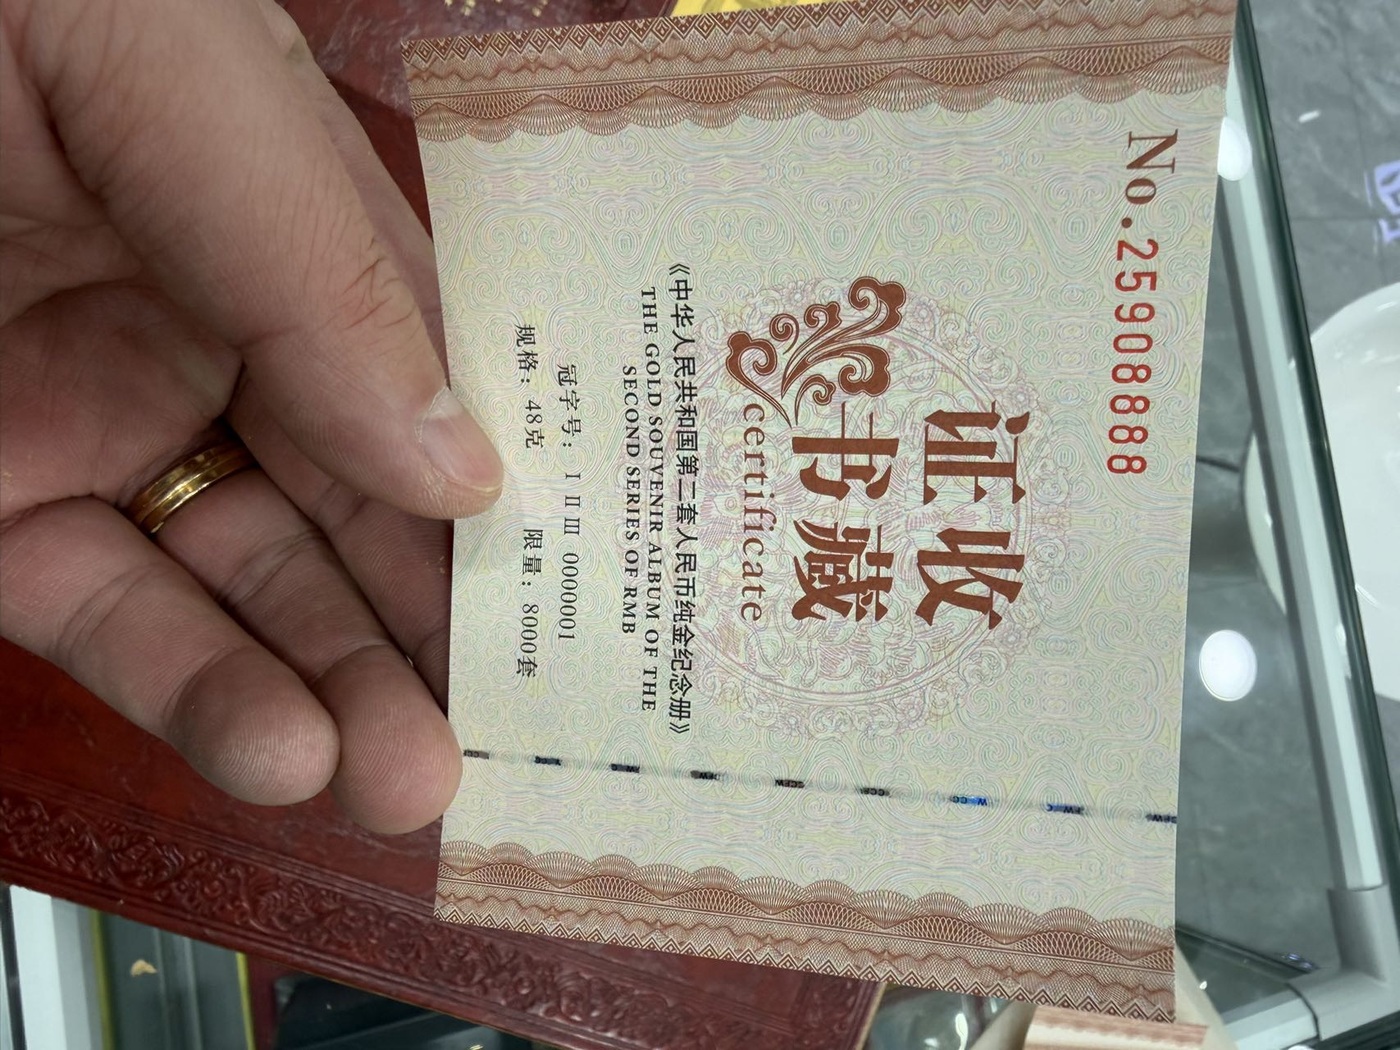 No.25908888
收藏
证书
certificate
《中华人民共和国第二套人民币纯金纪念册》
THE GOLD SOUVENIR ALBUM OF THE
SECOND SERIES OF RMB
冠字号： I II III 0000001
规格： 48克 限量： 8000套